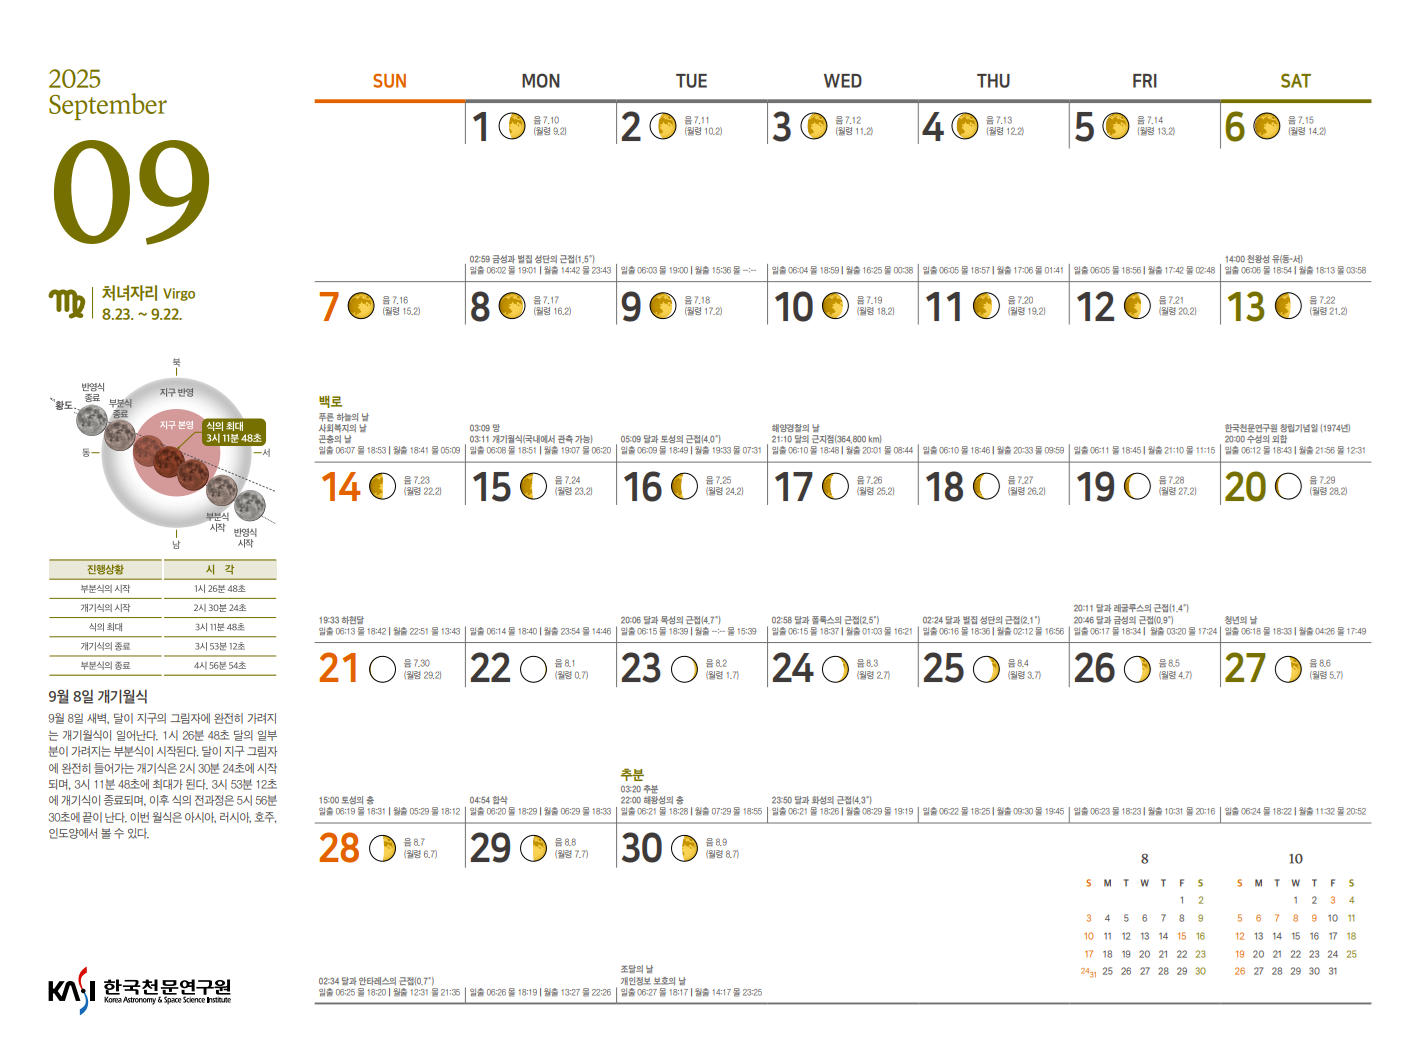 2025
September
09
처녀자리 Virgo
8.23. ~ 9.22.
북
반영식
종료
황도
부분식
종료
지구 반영
지구 본영
식의 최대
3시 11분 48초
동
서
부분식
시작
반영식
시작
남
진행상황 시 각
부분식의 시작 1시 26분 48초
개기식의 시작 2시 30분 24초
식의 최대 3시 11분 48초
개기식의 종료 3시 53분 12초
부분식의 종료 4시 56분 54초
9월 8일 개기월식
9월 8일 새벽, 달이 지구의 그림자에 완전히 가려지
는 개기월식이 일어난다. 1시 26분 48초 달의 일부
분이 가려지는 부분식이 시작된다. 달이 지구 그림자
에 완전히 들어가는 개기식은 2시 30분 24초에 시작
되며, 3시 11분 48초에 최대가 된다. 3시 53분 12초
에 개기식이 종료되며, 이후 식의 전과정은 5시 56분
30초에 끝이 난다. 이번 월식은 아시아, 러시아, 호주,
인도양에서 볼 수 있다.
KASI 한국천문연구원
Korea Astronomy & Space Science Institute
SUN MON TUE WED THU FRI SAT
1 음 7.10
(월령 9.2)
02:59 금성과 벌집 성단의 근접(1.5°)
일출 06:02 몰 19:01 | 월출 14:42 몰 23:43
2 음 7.11
(월령 10.2)
일출 06:03 몰 19:00 | 월출 15:36 몰 --:--
3 음 7.12
(월령 11.2)
일출 06:04 몰 18:59 | 월출 16:25 몰 00:38
4 음 7.13
(월령 12.2)
일출 06:05 몰 18:57 | 월출 17:06 몰 01:41
5 음 7.14
(월령 13.2)
일출 06:05 몰 18:56 | 월출 17:42 몰 02:48
6 음 7.15
(월령 14.2)
14:00 천왕성 유(동-서)
일출 06:06 몰 18:54 | 월출 18:13 몰 03:58
7 음 7.16
(월령 15.2)
백로
푸른 하늘의 날
사회복지의 날
곤충의 날
일출 06:07 몰 18:53 | 월출 18:41 몰 05:09
8 음 7.17
(월령 16.2)
03:09 망
03:11 개기월식(국내에서 관측 가능)
일출 06:08 몰 18:51 | 월출 19:07 몰 06:20
9 음 7.18
(월령 17.2)
05:09 달과 토성의 근접(4.0°)
일출 06:09 몰 18:49 | 월출 19:33 몰 07:31
10 음 7.19
(월령 18.2)
해양경찰의 날
21:10 달의 근지점(364,800 km)
일출 06:10 몰 18:48 | 월출 20:01 몰 08:44
11 음 7.20
(월령 19.2)
일출 06:10 몰 18:46 | 월출 20:33 몰 09:59
12 음 7.21
(월령 20.2)
일출 06:11 몰 18:45 | 월출 21:10 몰 11:15
13 음 7.22
(월령 21.2)
한국천문연구원 창립기념일 (1974년)
20:00 수성의 외합
일출 06:12 몰 18:43 | 월출 21:56 몰 12:31
14 음 7.23
(월령 22.2)
19:33 하현달
일출 06:13 몰 18:42 | 월출 22:51 몰 13:43
15 음 7.24
(월령 23.2)
일출 06:14 몰 18:40 | 월출 23:54 몰 14:46
16 음 7.25
(월령 24.2)
20:06 달과 목성의 근접(4.7°)
일출 06:15 몰 18:39 | 월출 --:-- 몰 15:39
17 음 7.26
(월령 25.2)
02:58 달과 폴룩스의 근접(2.5°)
일출 06:15 몰 18:37 | 월출 01:03 몰 16:21
18 음 7.27
(월령 26.2)
02:24 달과 벌집 성단의 근접(2.1°)
일출 06:16 몰 18:36 | 월출 02:12 몰 16:56
19 음 7.28
(월령 27.2)
20:11 달과 레굴루스의 근접(1.4°)
20:46 달과 금성의 근접(0.9°)
일출 06:17 몰 18:34 | 월출 03:20 몰 17:24
20 음 7.29
(월령 28.2)
청년의 날
일출 06:18 몰 18:33 | 월출 04:26 몰 17:49
21 음 7.30
(월령 29.2)
15:00 토성의 충
일출 06:19 몰 18:31 | 월출 05:29 몰 18:12
22 음 8.1
(월령 0.7)
04:54 합삭
일출 06:20 몰 18:29 | 월출 06:29 몰 18:33
23 음 8.2
(월령 1.7)
추분
03:20 추분
22:00 해왕성의 충
일출 06:21 몰 18:28 | 월출 07:29 몰 18:55
24 음 8.3
(월령 2.7)
23:50 달과 화성의 근접(4.3°)
일출 06:21 몰 18:26 | 월출 08:29 몰 19:19
25 음 8.4
(월령 3.7)
일출 06:22 몰 18:25 | 월출 09:30 몰 19:45
26 음 8.5
(월령 4.7)
일출 06:23 몰 18:23 | 월출 10:31 몰 20:16
27 음 8.6
(월령 5.7)
일출 06:24 몰 18:22 | 월출 11:32 몰 20:52
28 음 8.7
(월령 6.7)
02:34 달과 안타레스의 근접(0.7°)
일출 06:25 몰 18:20 | 월출 12:31 몰 21:35
29 음 8.8
(월령 7.7)
일출 06:26 몰 18:19 | 월출 13:27 몰 22:26
30 음 8.9
(월령 8.7)
조달의 날
개인정보 보호의 날
일출 06:27 몰 18:17 | 월출 14:17 몰 23:25
8
S M T W T F S
1 2
3 4 5 6 7 8 9
10 11 12 13 14 15 16
17 18 19 20 21 22 23
24 31 25 26 27 28 29 30
10
S M T W T F S
1 2 3 4
5 6 7 8 9 10 11
12 13 14 15 16 17 18
19 20 21 22 23 24 25
26 27 28 29 30 31